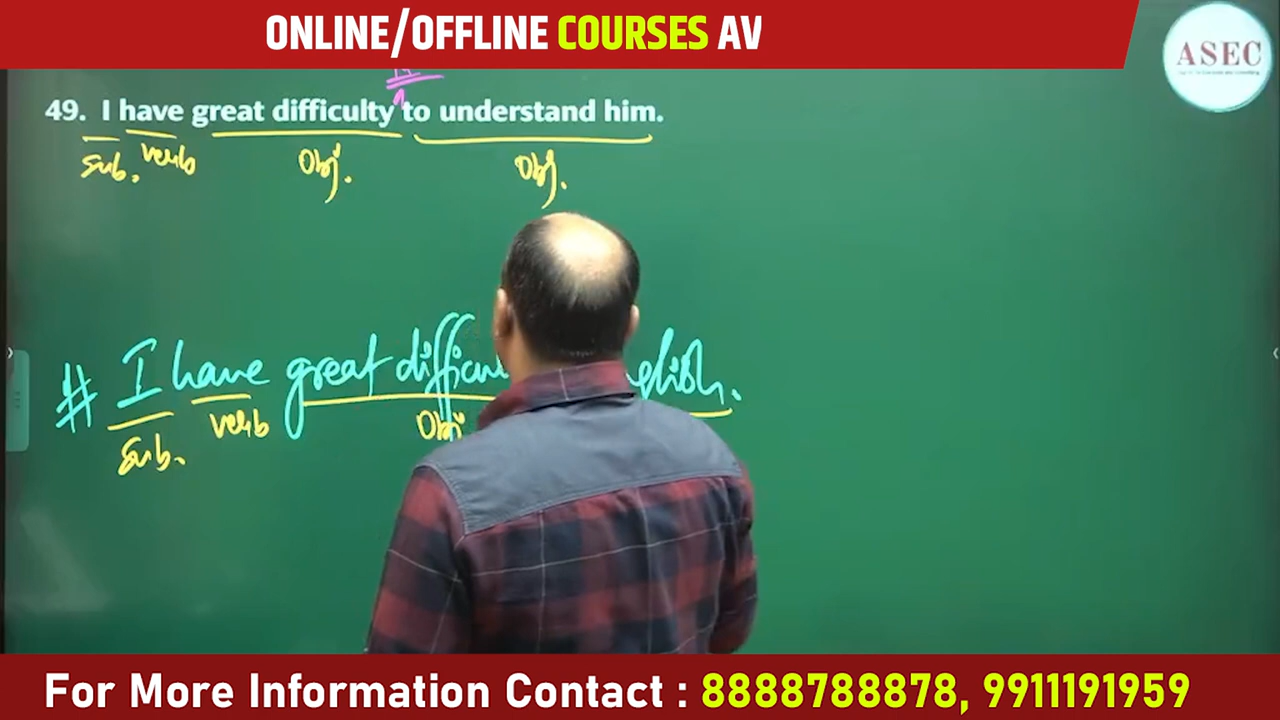 ONLINE/OFFLINE COURSES AV
ASEC
49. I have great difficulty to understand him.
Sub. verb Obj. Obj.
# I have great difficu glish.
Sub. verb Obj
For More Information Contact : 8888788878, 9911191959